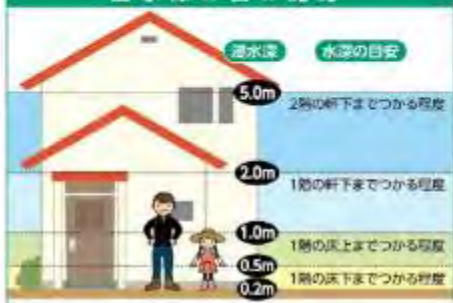 浸水深 水深の目安
5.0m
2階の軒下までつかる程度
2.0m
1階の軒下までつかる程度
1.0m
1階の床上までつかる程度
0.5m
1階の床下までつかる程度
0.2m